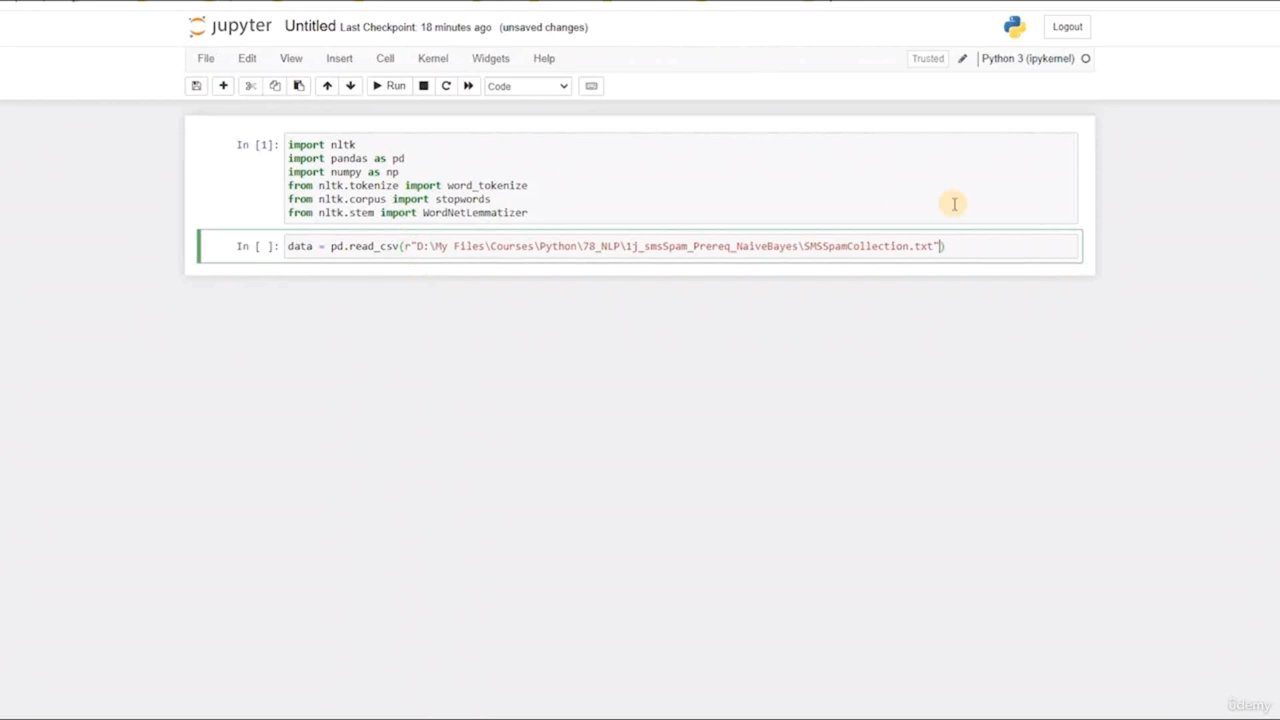 jupyter Untitled Last Checkpoint: 18 minutes ago (unsaved changes) Logout
File Edit View Insert Cell Kernel Widgets Help Trusted Python 3 (ipykernel)
Run Code
In [1]: import nltk
import pandas as pd
import numpy as np
from nltk.tokenize import word_tokenize
from nltk.corpus import stopwords
from nltk.stem import WordNetLemmatizer
In [ ]: data = pd.read_csv(r"D:\My Files\Courses\Python\78_NLP\1j_smsSpam_Prereq_NaiveBayes\SMSSpamCollection.txt")
ûdemy